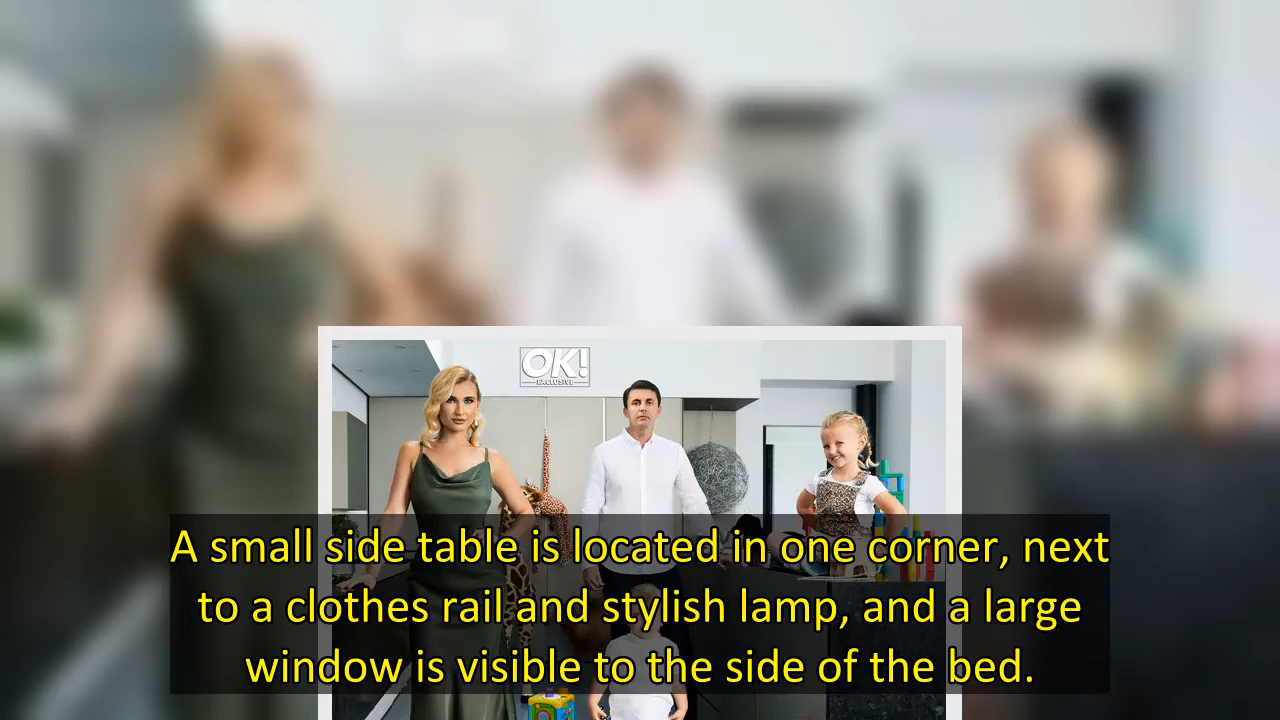 OK!
EXCLUSIVE
A small side table is located in one corner, next
to a clothes rail and stylish lamp, and a large
window is visible to the side of the bed.